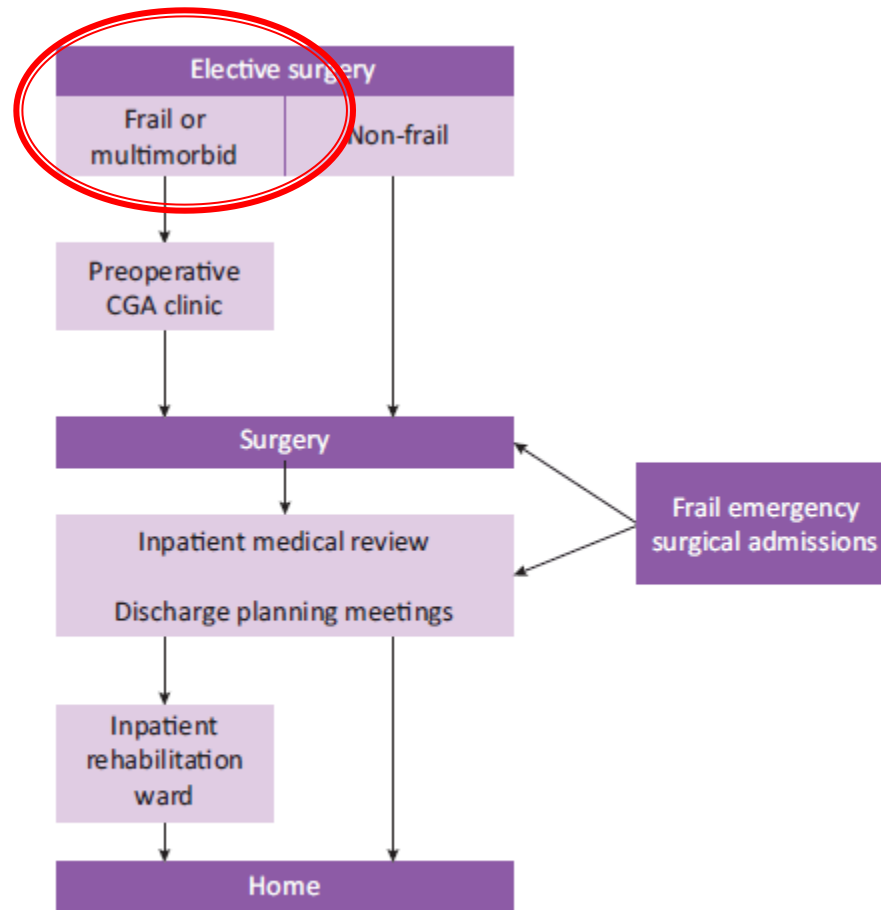 Elective surgery
Frail or
multimorbid
Non-frail
Preoperative
CGA clinic
Surgery
Frail emergency
surgical admissions
Inpatient medical review
Discharge planning meetings
Inpatient
rehabilitation
ward
Home